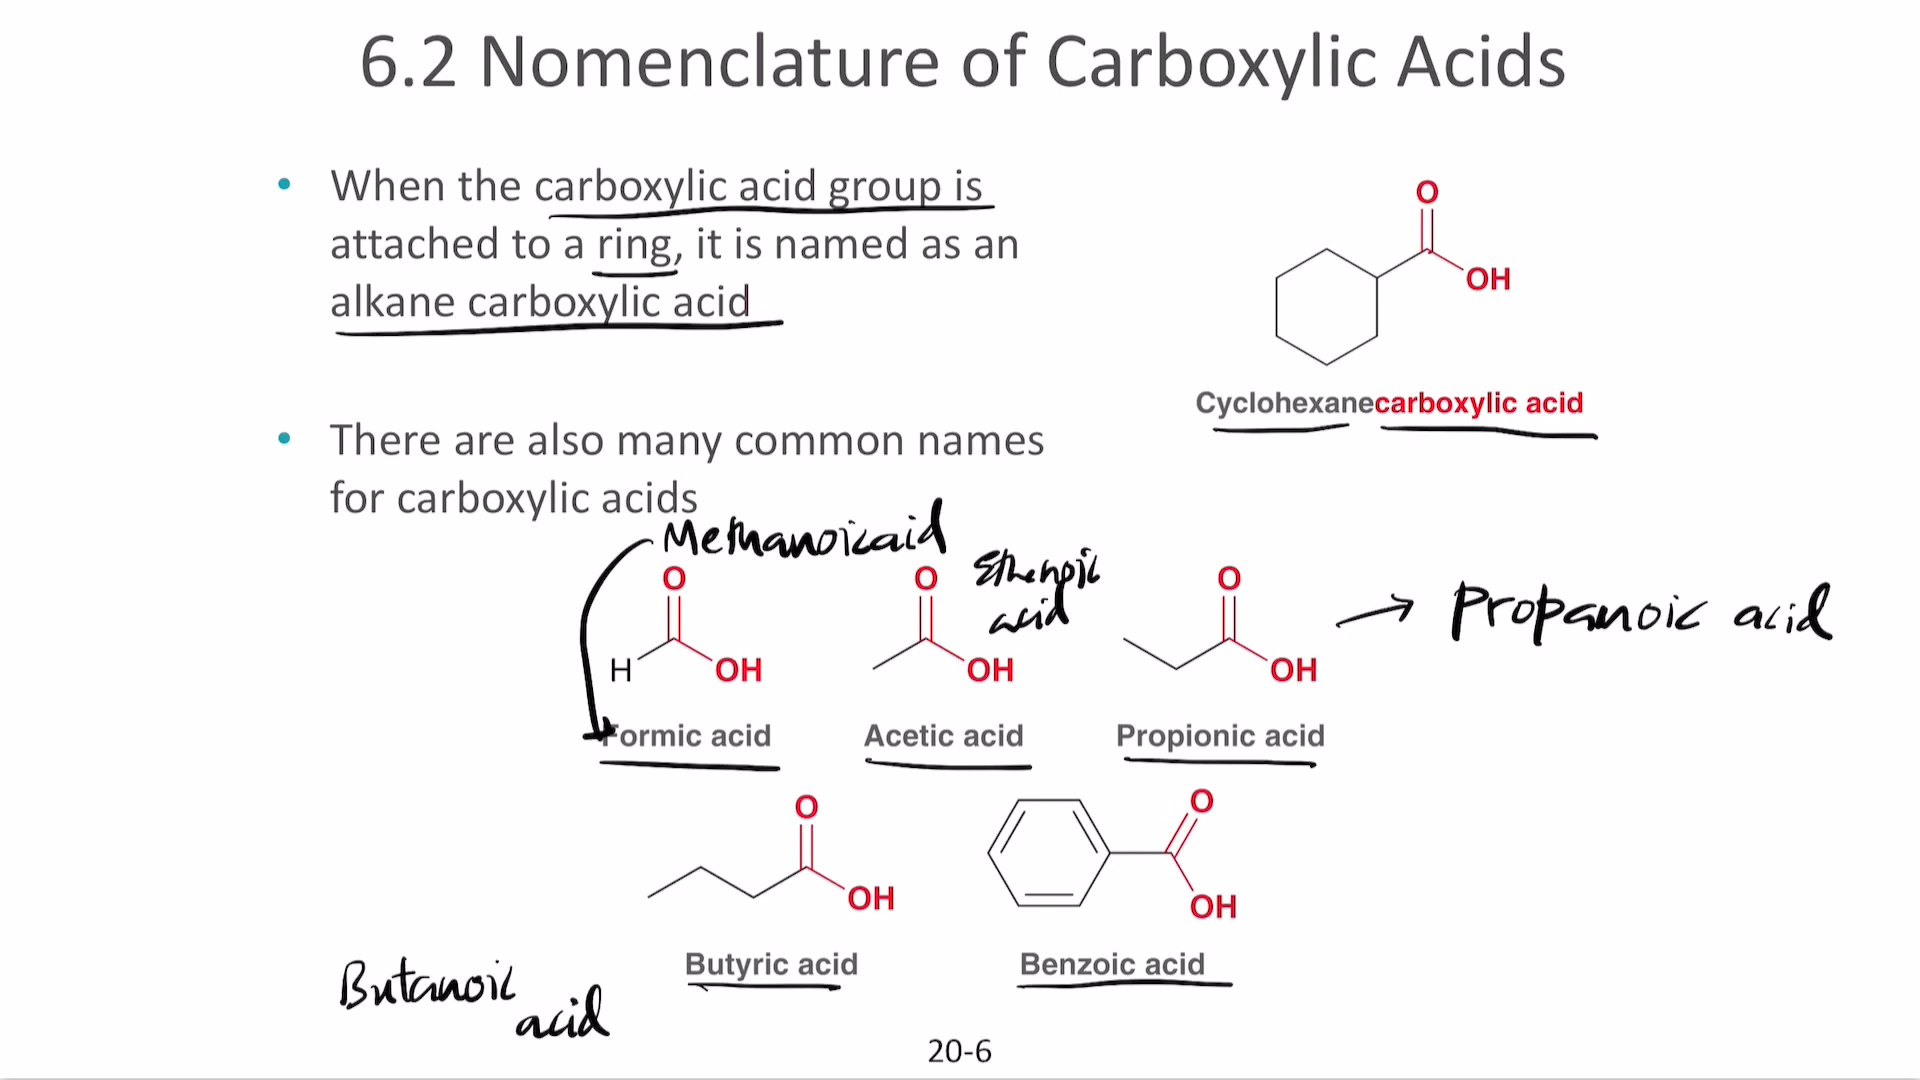 6.2 Nomenclature of Carboxylic Acids
• When the carboxylic acid group is
attached to a ring, it is named as an
alkane carboxylic acid
O
OH
Cyclohexanecarboxylic acid
• There are also many common names
for carboxylic acids
Methanoicaid
O
H
OH
Formic acid
O
Ethenoic
acid
OH
Acetic acid
O
OH
Propionic acid
→ Propanoic acid
O
OH
Butyric acid
Butanoic
acid
O
OH
Benzoic acid
20-6